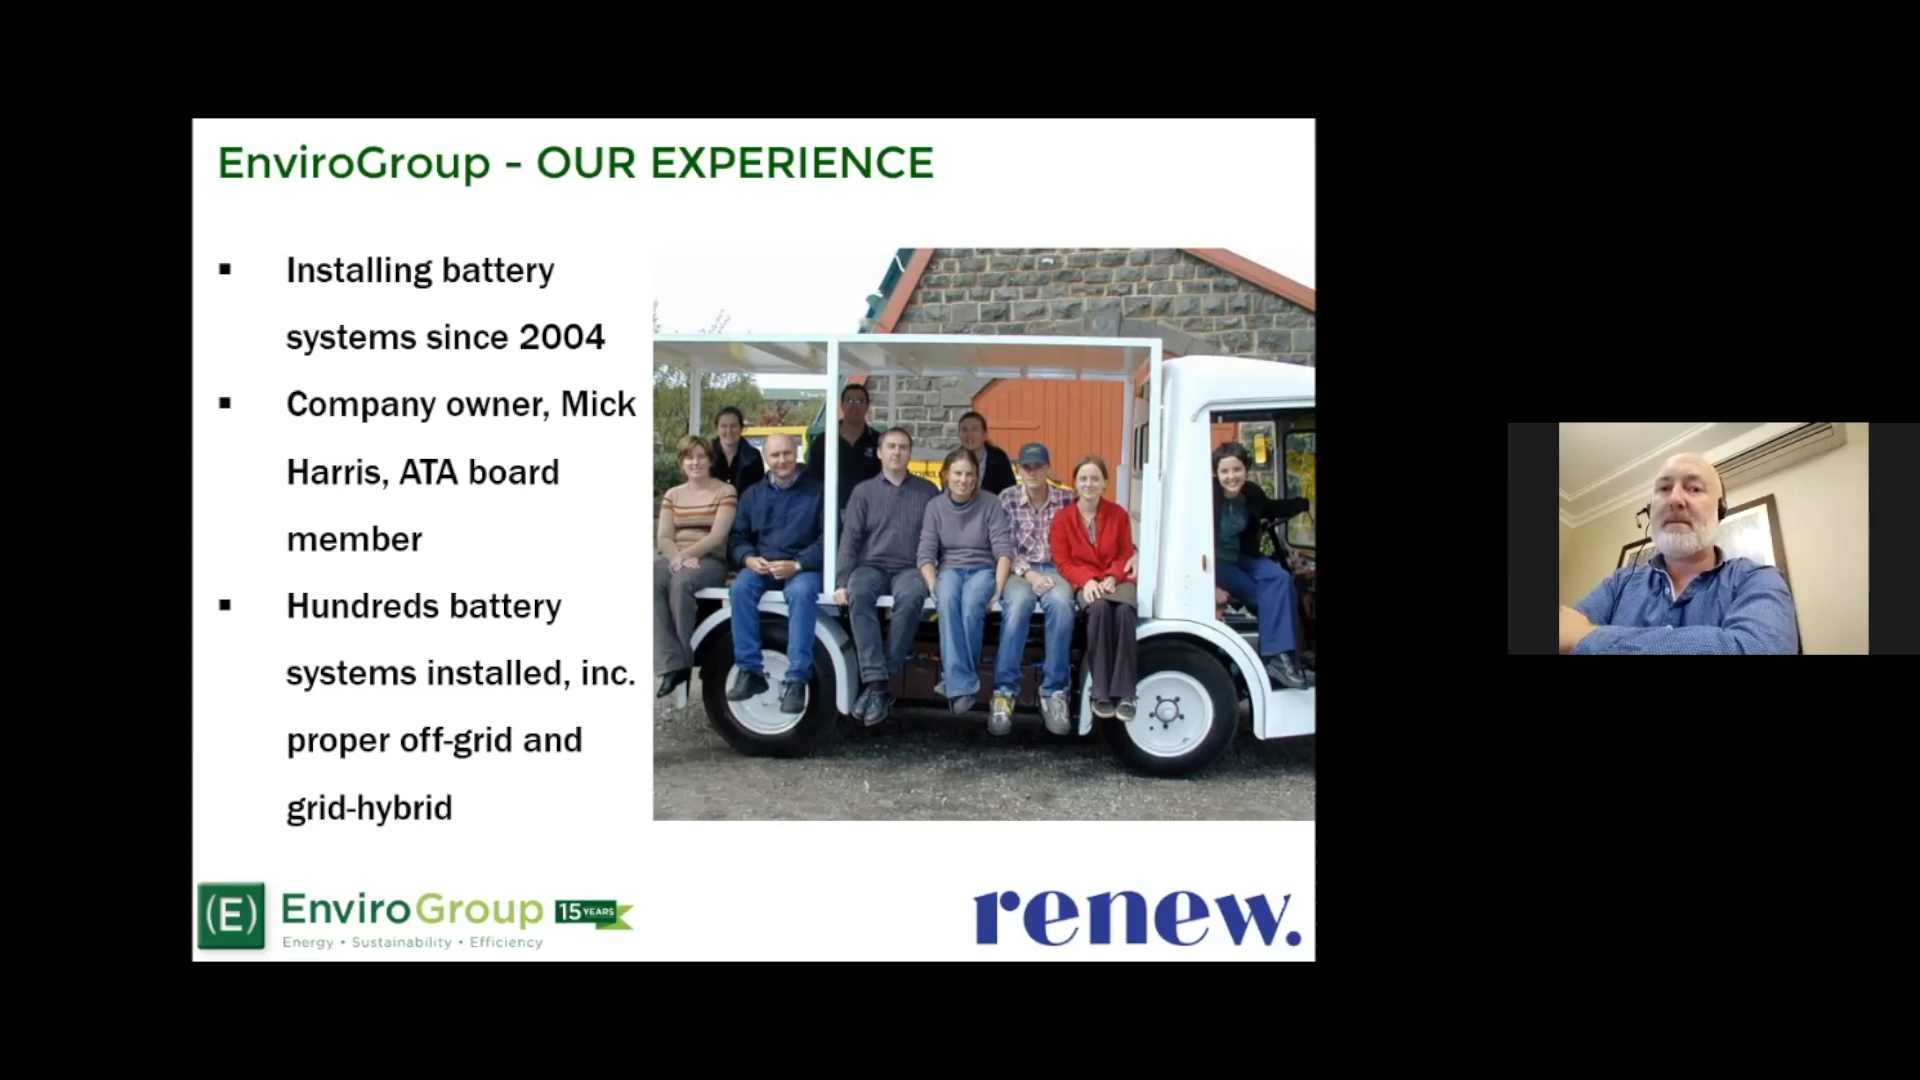 EnviroGroup - OUR EXPERIENCE
▪ Installing battery
systems since 2004
▪ Company owner, Mick
Harris, ATA board
member
▪ Hundreds battery
systems installed, inc.
proper off-grid and
grid-hybrid
(E) EnviroGroup 15 YEARS
Energy • Sustainability • Efficiency
renew.